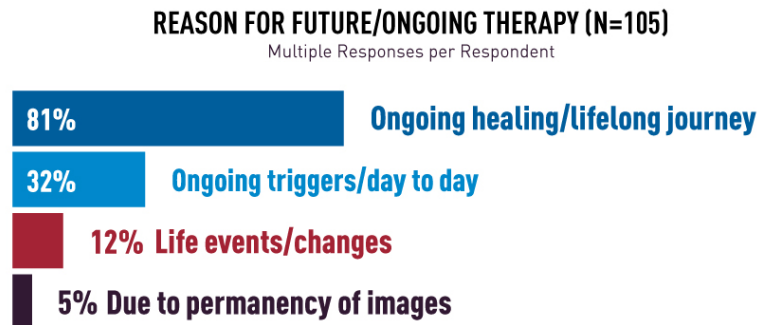 REASON FOR FUTURE/ONGOING THERAPY (N=105)
Multiple Responses per Respondent
81% Ongoing healing/lifelong journey
32% Ongoing triggers/day to day
12% Life events/changes
5% Due to permanency of images